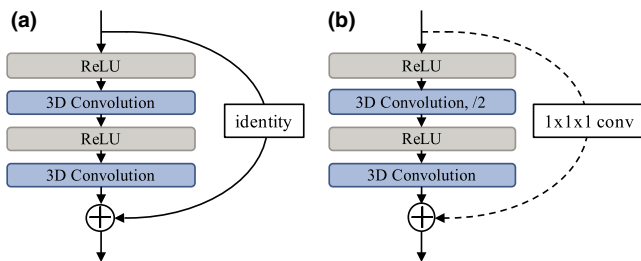 (a)
ReLU
3D Convolution
ReLU
3D Convolution
identity
(b)
ReLU
3D Convolution, /2
ReLU
3D Convolution
1x1x1 conv